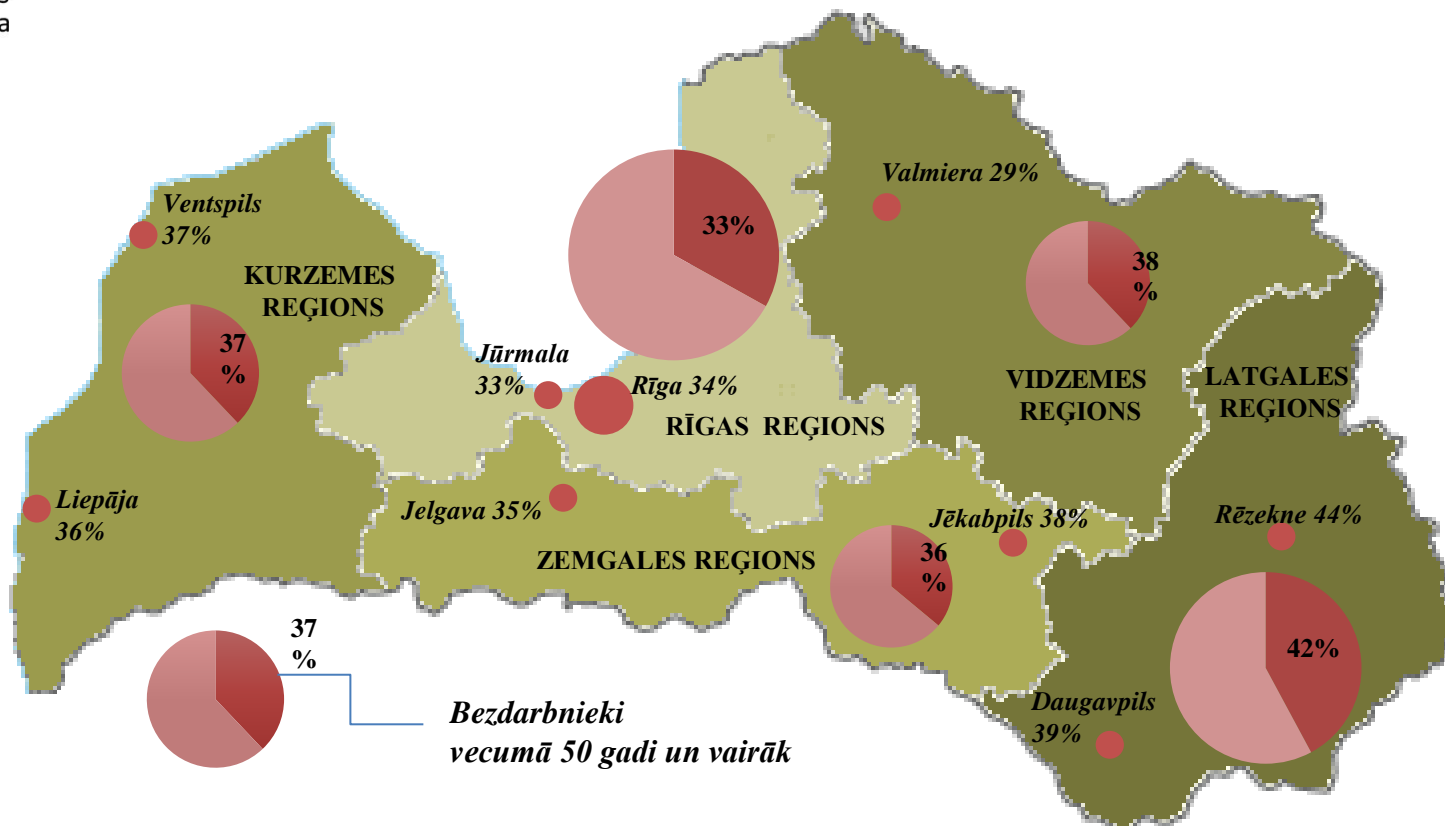 a
Valmiera 29%
Ventspils
37%
33%
38
%
KURZEMES
REĢIONS
37
%
Jūrmala
33%
Rīga 34%
RĪGAS REĢIONS
VIDZEMES
REĢIONS
LATGALES
REĢIONS
Liepāja
36%
Jelgava 35%
Jēkabpils 38%
Rēzekne 44%
ZEMGALES REĢIONS
36
%
42%
Daugavpils
39%
37
%
Bezdarbnieki
vecumā 50 gadi un vairāk